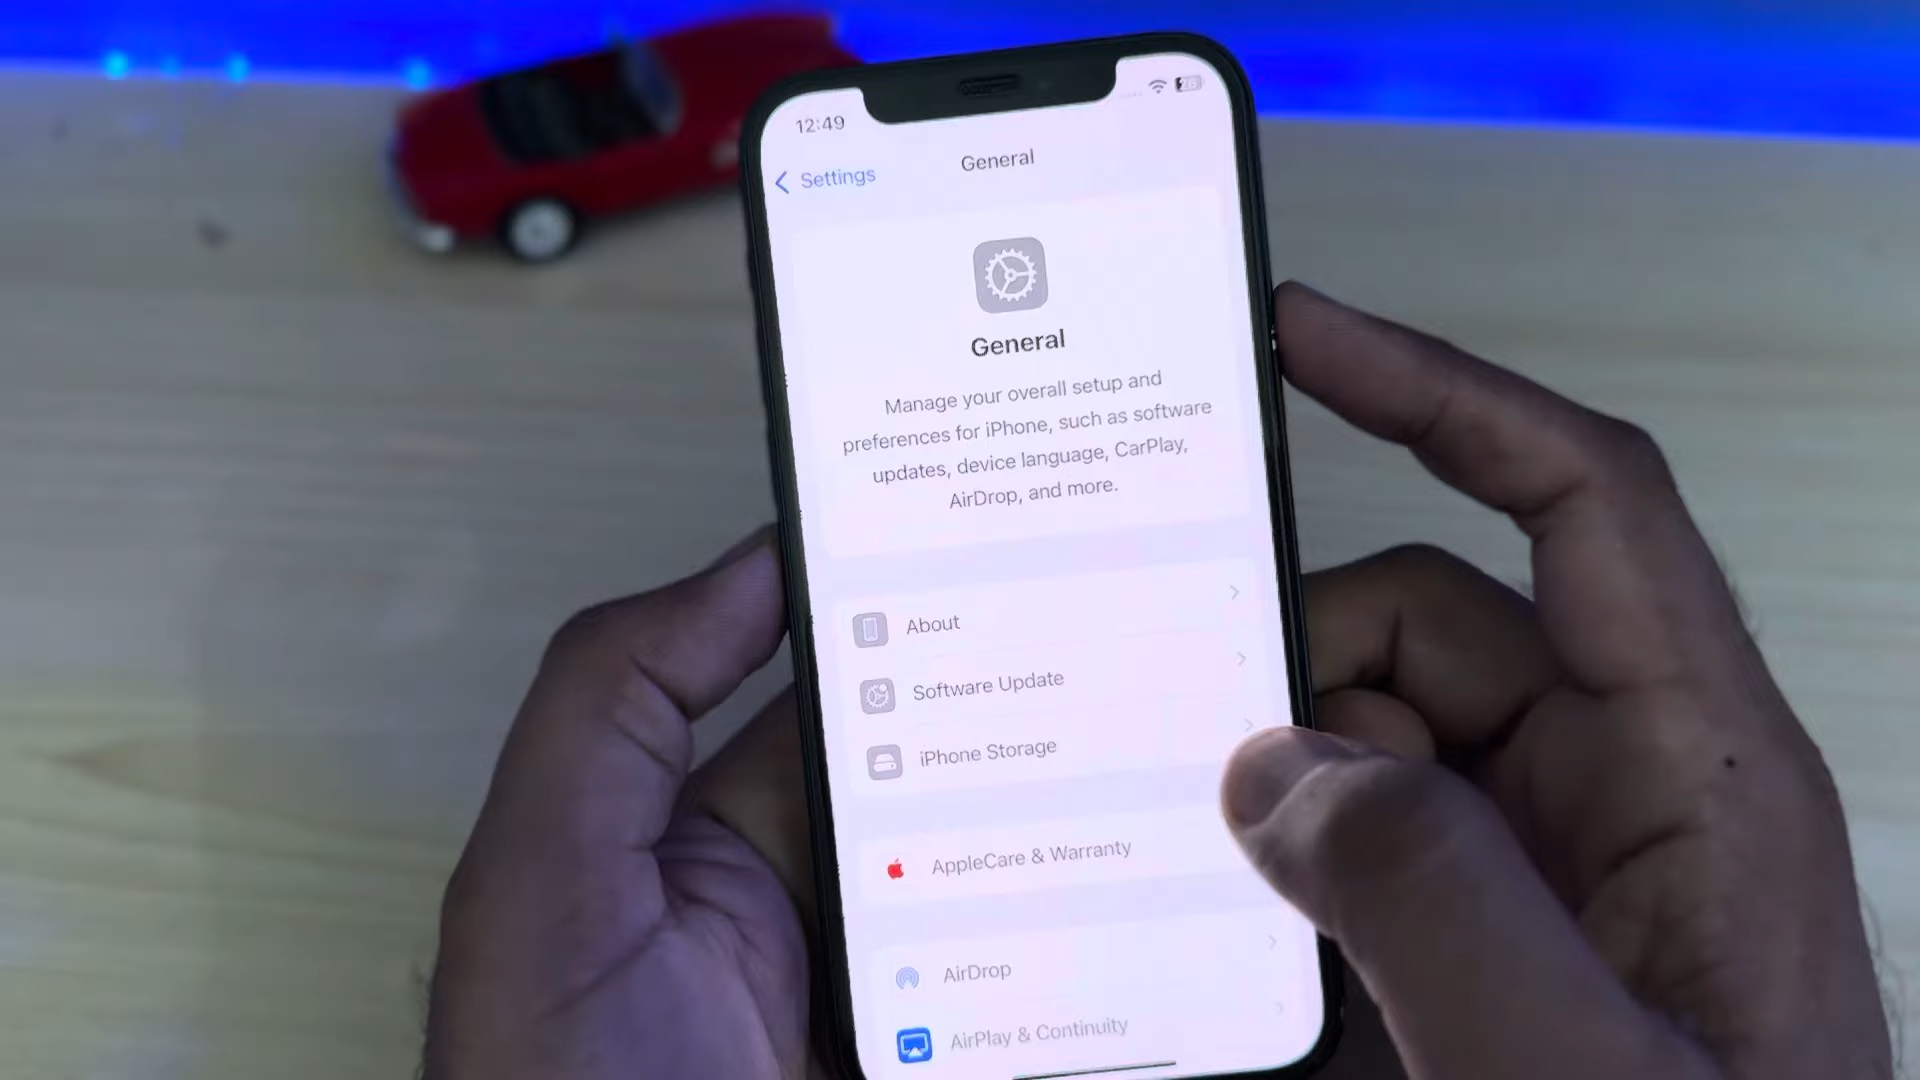 12:49
Settings
General
General
Manage your overall setup and
preferences for iPhone, such as software
updates, device language, CarPlay,
AirDrop, and more.
About
Software Update
iPhone Storage
AppleCare & Warranty
AirDrop
AirPlay & Continuity